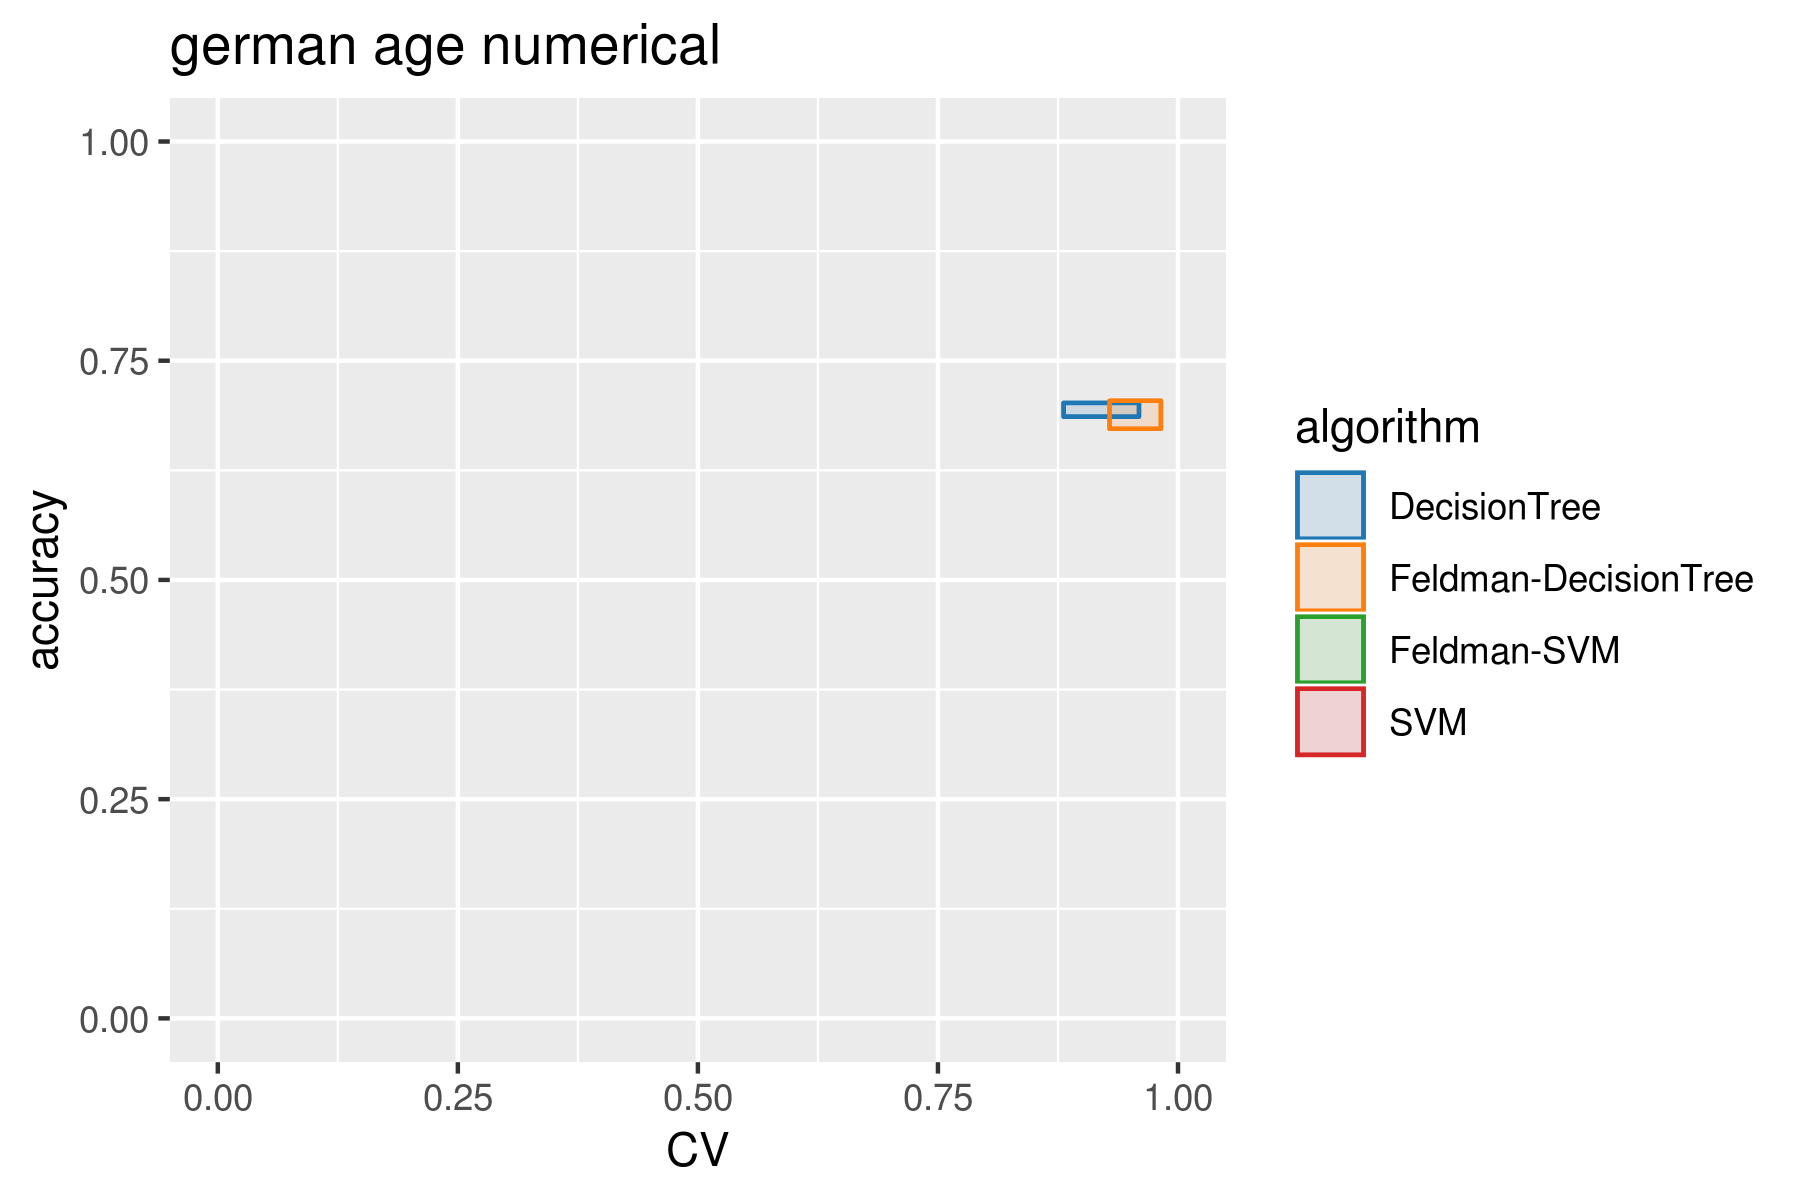 german age numerical
1.00
0.75
0.50
0.25
0.00
accuracy
0.00 0.25 0.50 0.75 1.00
CV
algorithm
DecisionTree
Feldman-DecisionTree
Feldman-SVM
SVM